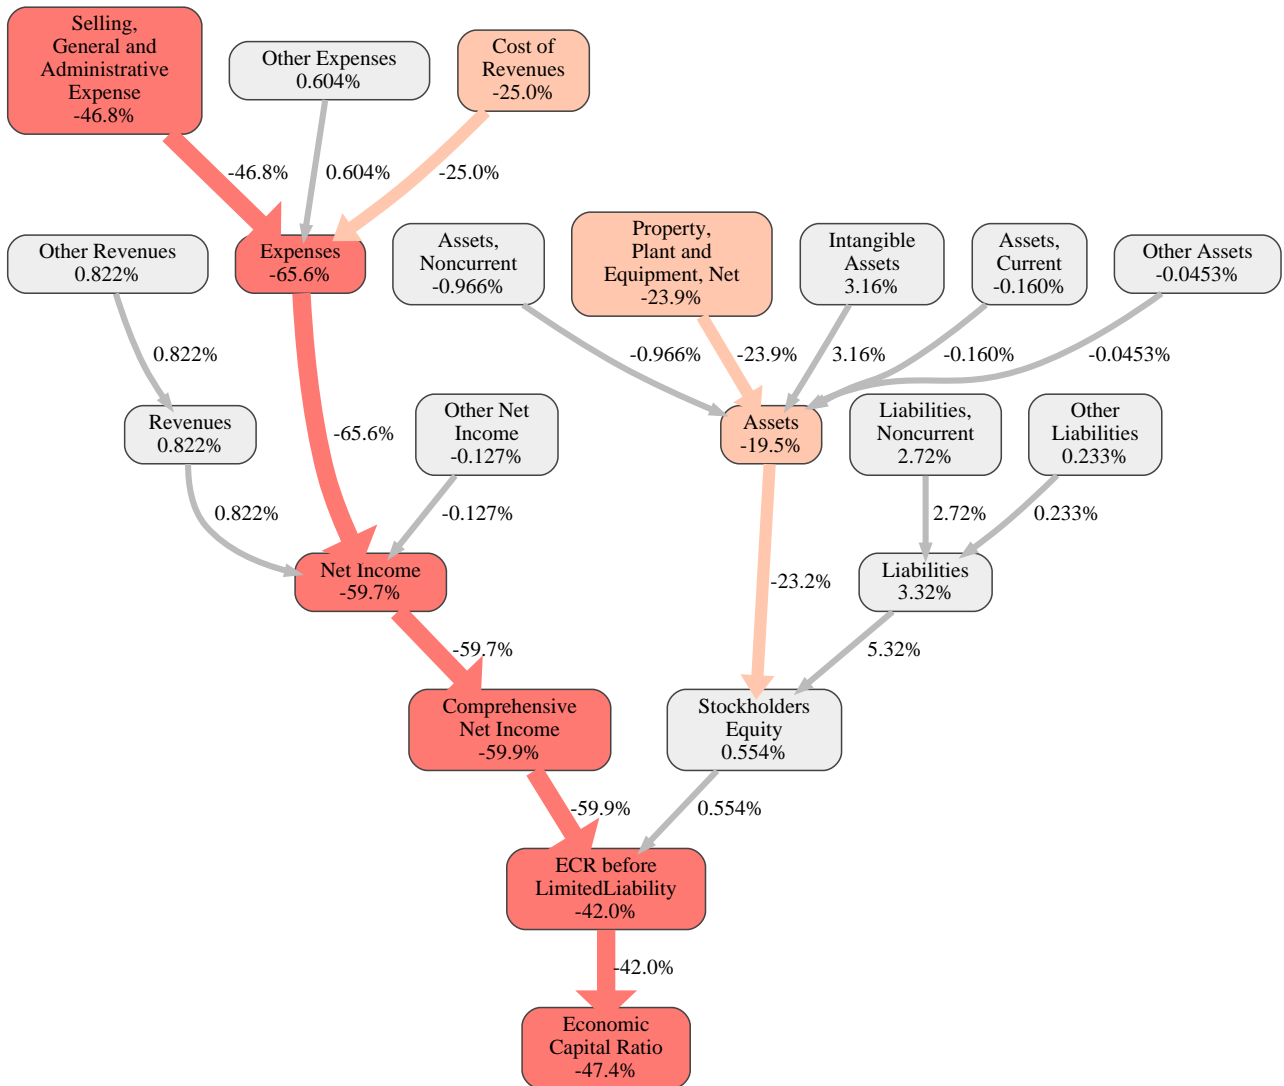 Selling,
General and
Administrative
Expense
-46.8%
Other Expenses
0.604%
Cost of
Revenues
-25.0%
-46.8%
0.604%
-25.0%
Other Revenues
0.822%
Expenses
-65.6%
Assets,
Noncurrent
-0.966%
Property,
Plant and
Equipment, Net
-23.9%
Intangible
Assets
3.16%
Assets,
Current
-0.160%
Other Assets
-0.0453%
0.822%
-0.966%
-23.9%
3.16%
-0.160%
-0.0453%
Revenues
0.822%
-65.6%
Other Net
Income
-0.127%
Assets
-19.5%
Liabilities,
Noncurrent
2.72%
Other
Liabilities
0.233%
0.822%
-0.127%
-23.2%
2.72%
0.233%
Net Income
-59.7%
Liabilities
3.32%
-59.7%
5.32%
Comprehensive
Net Income
-59.9%
Stockholders
Equity
0.554%
-59.9%
0.554%
ECR before
LimitedLiability
-42.0%
-42.0%
Economic
Capital Ratio
-47.4%